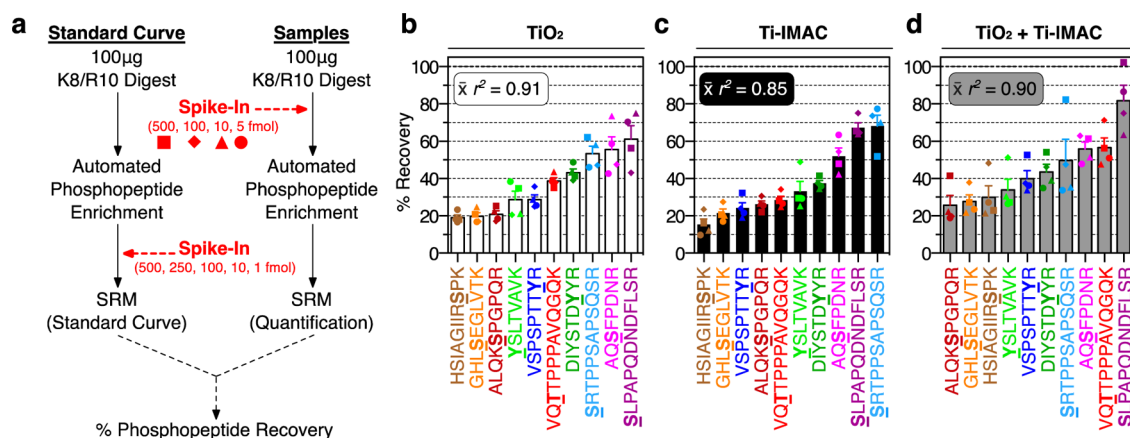 a
Standard Curve
Samples
100µg
K8/R10 Digest
100µg
K8/R10 Digest
Spike-In
(500, 100, 10, 5 fmol)
Automated
Phosphopeptide
Enrichment
Automated
Phosphopeptide
Enrichment
Spike-In
(500, 250, 100, 10, 1 fmol)
SRM
(Standard Curve)
SRM
(Quantification)
% Phosphopeptide Recovery
b
TiO₂
x̄ r² = 0.91
% Recovery
100
80
60
40
20
0
HSIAGIIRSPK
GHLSEGLVTK
ALQKSPGPQR
YSLTVAVK
VSPSPTTYR
VQTTPPPAVQGQK
DIYSTDYYR
SRTPPSAPSQSR
AQSFPDNR
SLPAPQDNDFLSR
c
Ti-IMAC
x̄ r² = 0.85
100
80
60
40
20
0
HSIAGIIRSPK
GHLSEGLVTK
VSPSPTTYR
ALQKSPGPQR
VQTTPPPAVQGQK
YSLTVAVK
DIYSTDYYR
AQSFPDNR
SLPAPQDNDFLSR
SRTPPSAPSQSR
d
TiO₂ + Ti-IMAC
x̄ r² = 0.90
100
80
60
40
20
0
ALQKSPGPQR
GHLSEGLVTK
HSIAGIIRSPK
YSLTVAVK
VSPSPTTYR
DIYSTDYYR
SRTPPSAPSQSR
AQSFPDNR
VQTTPPPAVQGQK
SLPAPQDNDFLSR